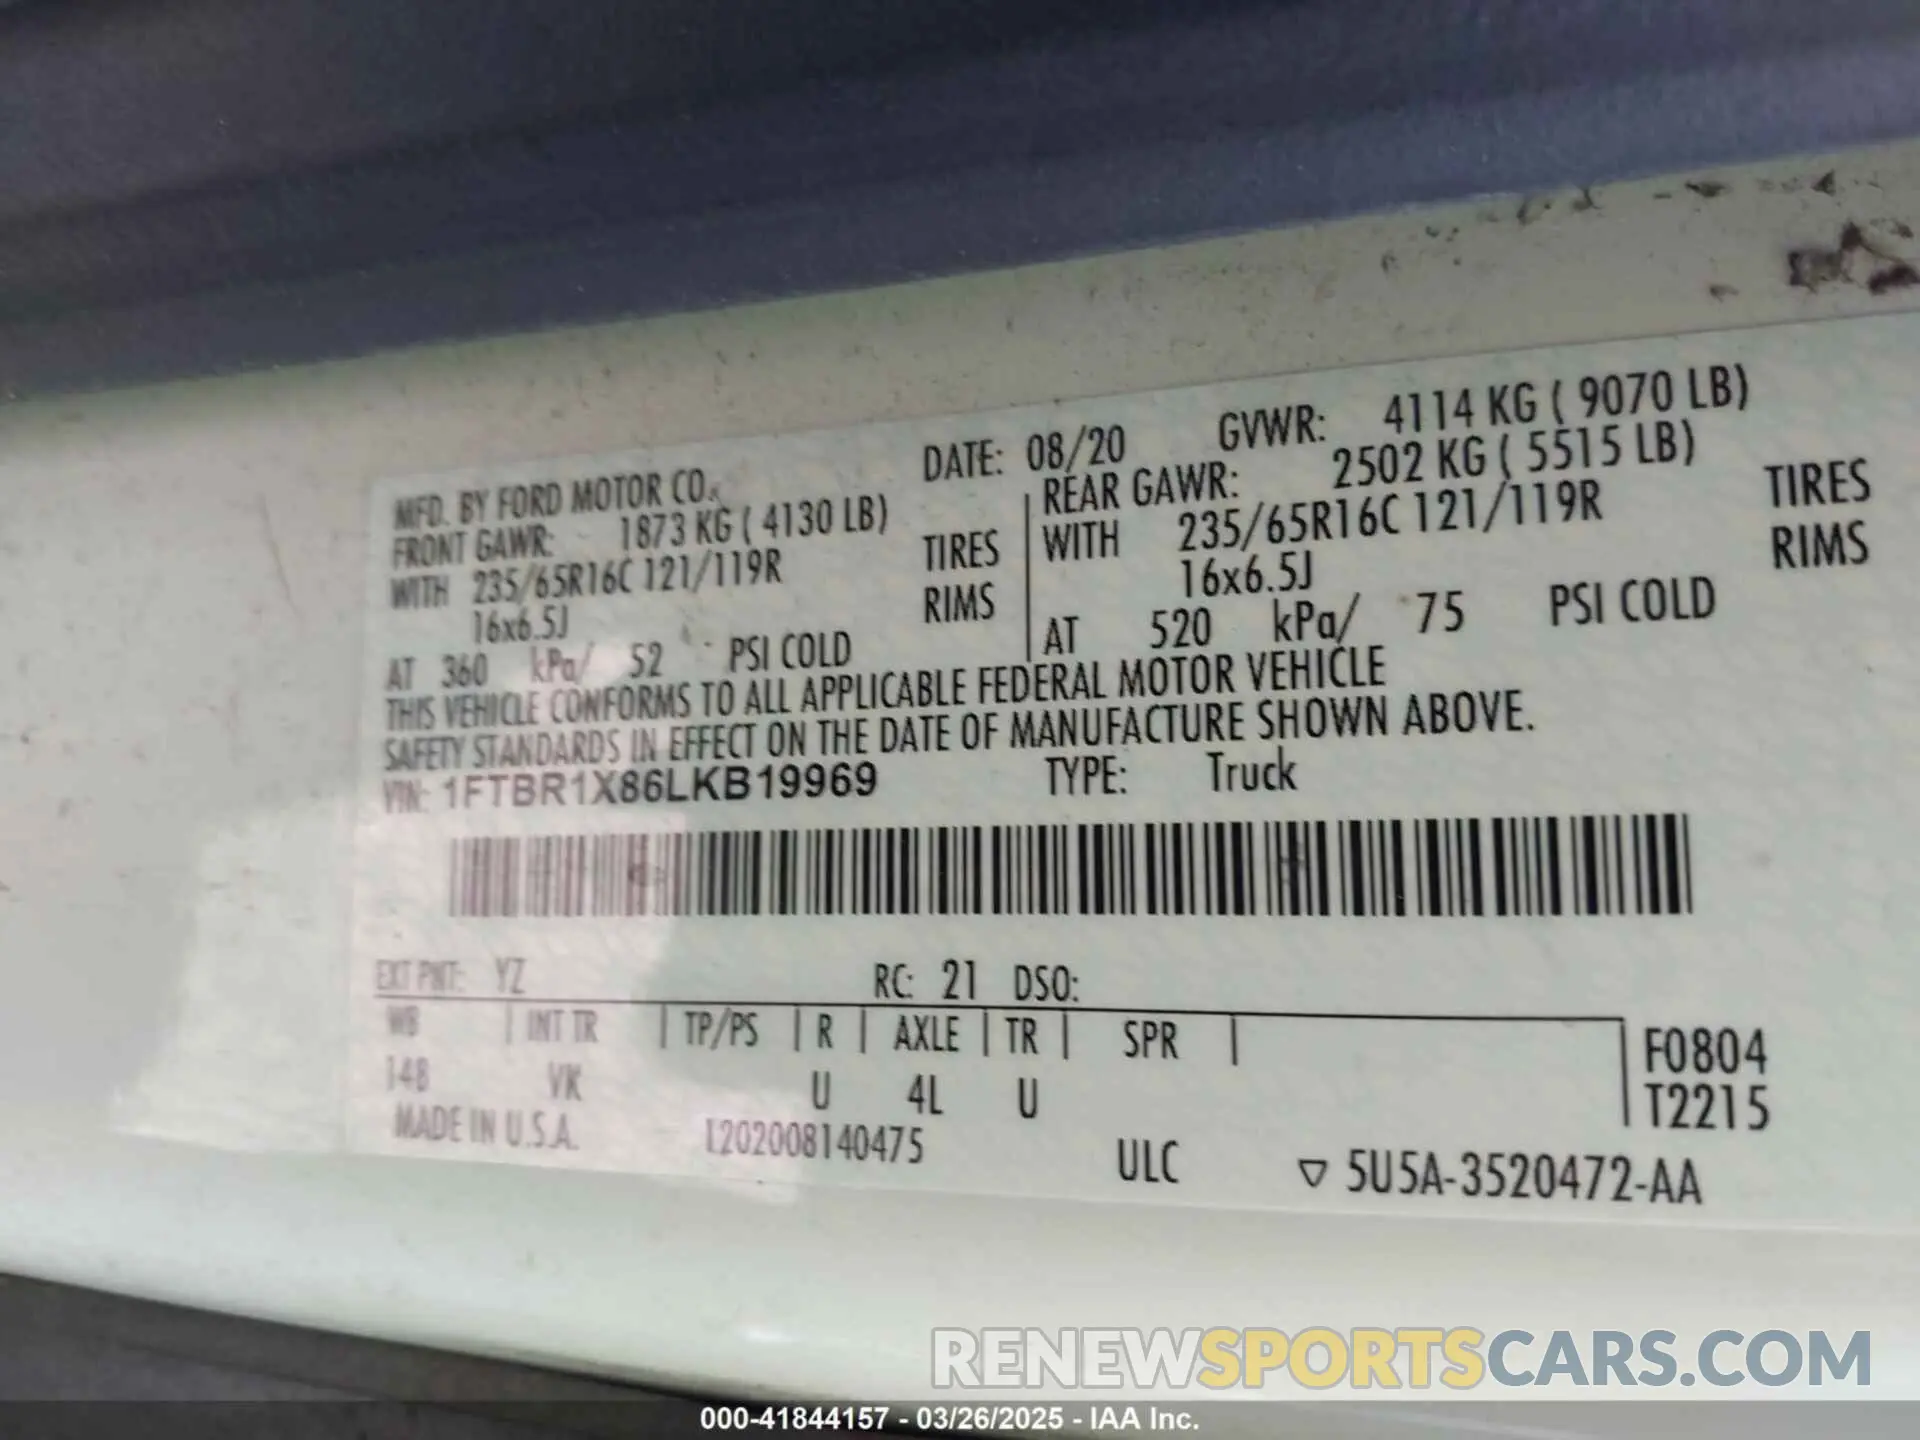 MFD. BY FORD MOTOR CO. DATE: 08/20 GVWR: 4114 KG ( 9070 LB)
FRONT GAWR: 1873 KG ( 4130 LB) REAR GAWR: 2502 KG ( 5515 LB)
WITH 235/65R16C 121/119R TIRES WITH 235/65R16C 121/119R TIRES
16x6.5J RIMS 16x6.5J RIMS
AT 360 kPa/ 52 PSI COLD AT 520 kPa/ 75 PSI COLD
THIS VEHICLE CONFORMS TO ALL APPLICABLE FEDERAL MOTOR VEHICLE
SAFETY STANDARDS IN EFFECT ON THE DATE OF MANUFACTURE SHOWN ABOVE.
VIN: 1FTBR1X86LKB19969 TYPE: Truck
EXT PNT: YZ RC: 21 DSO:
WB INT TR TP/PS R AXLE TR SPR F0804
148 VK U 4L U T2215
MADE IN U.S.A. ULC ▽ 5U5A-3520472-AA
RENEWSPORTSCARS.COM
000-41844157 - 03/26/2025 - IAA Inc.